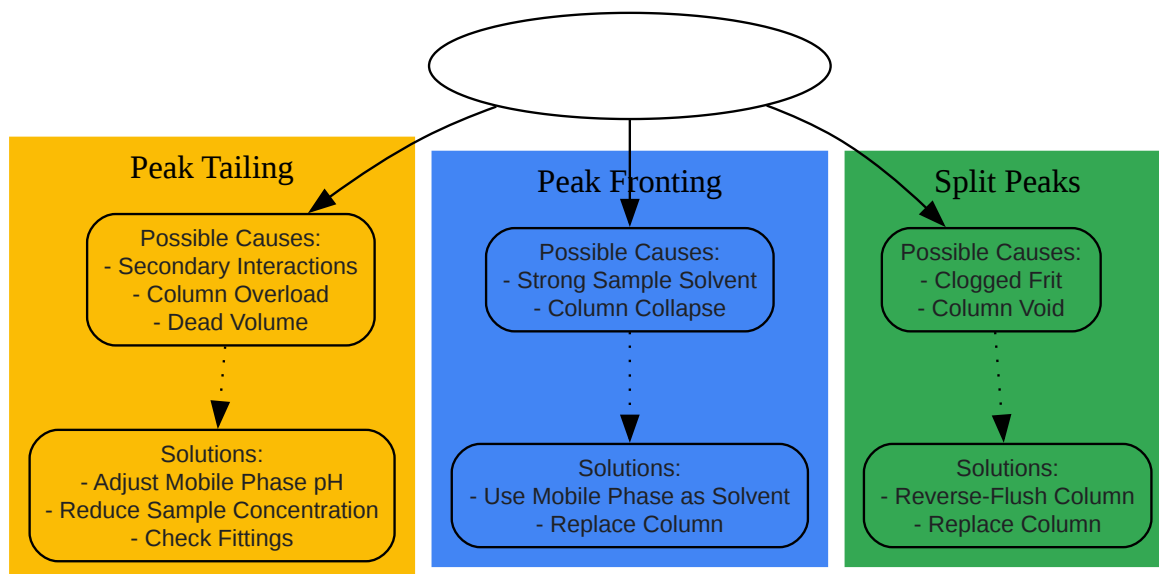 Peak Tailing
Possible Causes:
- Secondary Interactions
- Column Overload
- Dead Volume
Solutions:
- Adjust Mobile Phase pH
- Reduce Sample Concentration
- Check Fittings
Peak Fronting
Possible Causes:
- Strong Sample Solvent
- Column Collapse
Solutions:
- Use Mobile Phase as Solvent
- Replace Column
Split Peaks
Possible Causes:
- Clogged Frit
- Column Void
Solutions:
- Reverse-Flush Column
- Replace Column